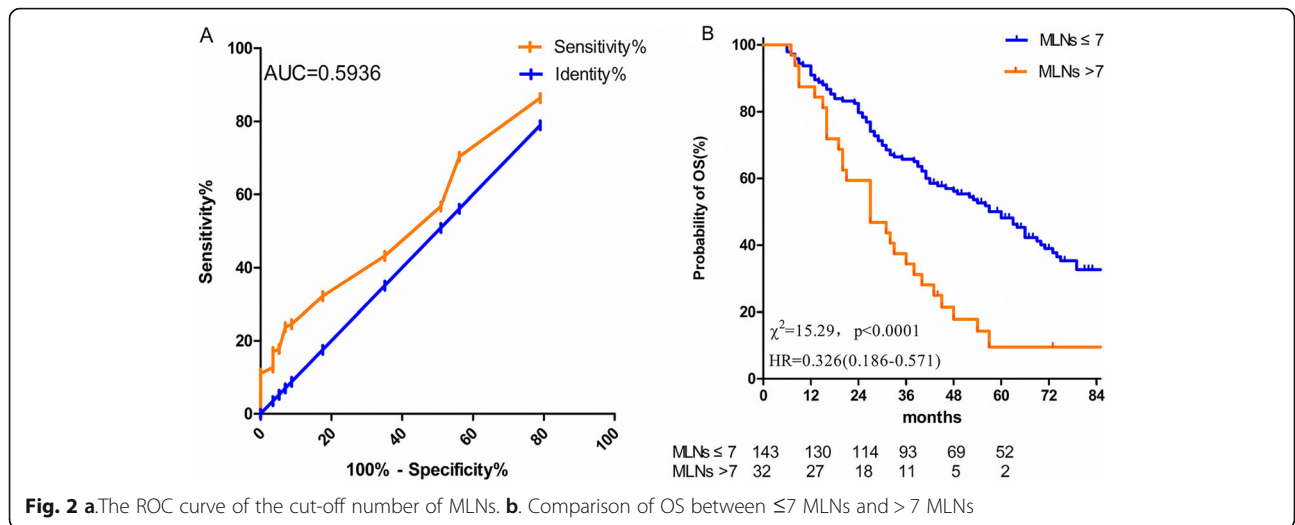 A
Sensitivity%
Identity%
AUC=0.5936
100
80
60
40
20
0
Sensitivity%
0 20 40 60 80 100
100% - Specificity%
B
MLNs ≤ 7
MLNs >7
100
80
60
40
20
0
Probability of OS(%)
χ²=15.29, p<0.0001
HR=0.326(0.186-0.571)
0 12 24 36 48 60 72 84
months
MLNs ≤ 7 143 130 114 93 69 52
MLNs >7 32 27 18 11 5 2
Fig. 2 a.The ROC curve of the cut-off number of MLNs. b. Comparison of OS between ≤7 MLNs and > 7 MLNs